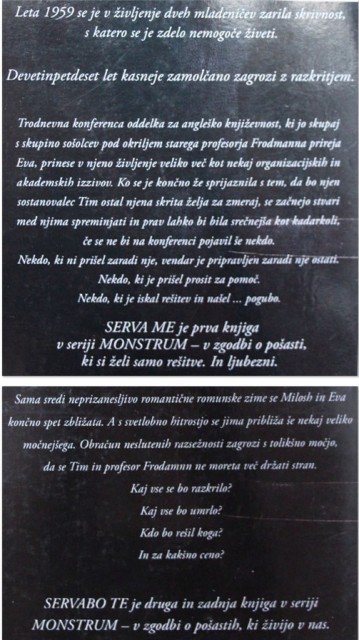 Leta 1959 se je v življenje dveh mladeničev zarila skrivnost,
s katero se je zdelo nemogoče živeti.
Devetinpetdeset let kasneje zamolčano zagrozi z razkritjem.
Trodnevna konferenca oddelka za angleško književnost, ki jo skupaj
s skupino sošolcev pod okriljem starega profesorja Frodmanna prireja
Eva, prinese v njeno življenje veliko več kot nekaj organizacijskih in
akademskih izzivov. Ko se je končno že sprijaznila s tem, da bo njen
sostanovalec Tim ostal njena skrita želja za zmeraj, se začnejo stvari
med njima spreminjati in prav lahko bi bila srečnejša kot kadarkoli,
če se ne bi na konferenci pojavil še nekdo.
Nekdo, ki ni prišel zaradi nje, vendar je pripravljen zaradi nje ostati.
Nekdo, ki je prišel prosit za pomoč.
Nekdo, ki je iskal rešitev in našel ... pogubo.
SERVA ME je prva knjiga
v seriji MONSTRUM – v zgodbi o pošasti,
ki si želi samo rešitve. In ljubezni.
Sama sredi neprizanesljivo romantične romunske zime se Milosh in Eva
končno spet zbližata. A s svetlobno hitrostjo se jima približa še nekaj veliko
močnejšega. Obračun neslutenih razsežnosti zagrozi s tolikšno močjo,
da se Tim in profesor Frodamnn ne moreta več držati stran.
Kaj vse se bo razkrilo?
Kaj vse bo umrlo?
Kdo bo rešil koga?
In za kakšno ceno?
SERVABO TE je druga in zadnja knjiga v seriji
MONSTRUM – v zgodbi o pošastih, ki živijo v nas.